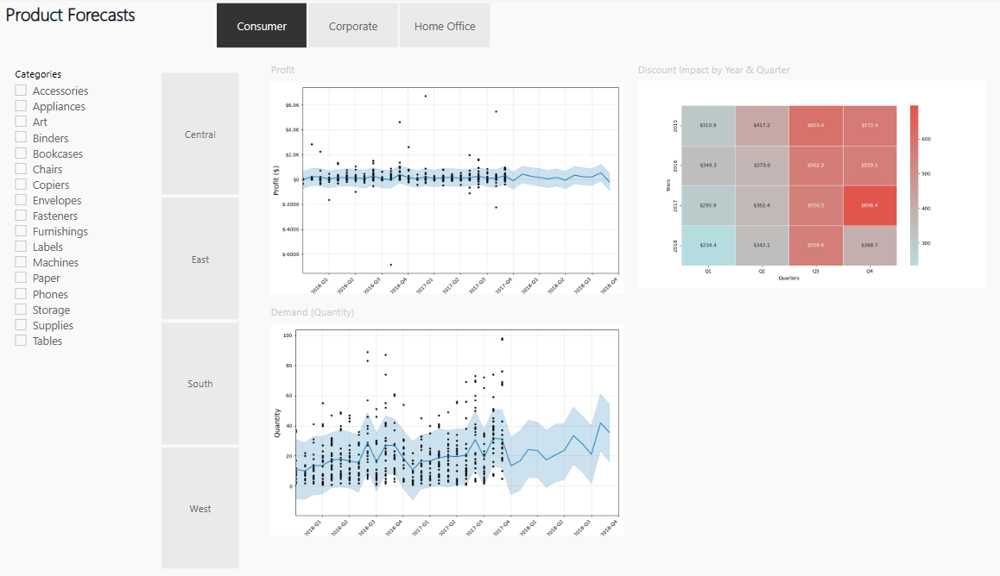 Product Forecasts
Consumer
Corporate
Home Office
Categories
Accessories
Appliances
Art
Binders
Bookcases
Chairs
Copiers
Envelopes
Fasteners
Furnishings
Labels
Machines
Paper
Phones
Storage
Supplies
Tables
Central
East
South
West
Profit
Profit ($)
$6.0K
$4.0K
$2.0K
$0
$-2000
$-4000
$-6000
2016-Q1
2016-Q2
2016-Q3
2016-Q4
2017-Q1
2017-Q2
2017-Q3
2017-Q4
2018-Q1
2018-Q2
2018-Q3
2018-Q4
Demand (Quantity)
Quantity
100
80
60
40
20
0
2016-Q1
2016-Q2
2016-Q3
2016-Q4
2017-Q1
2017-Q2
2017-Q3
2017-Q4
2018-Q1
2018-Q2
2018-Q3
2018-Q4
Discount Impact by Year & Quarter
Years
2015 $310.9 $417.2 $603.4 $572.4
2016 $340.3 $373.0 $562.3 $559.3
2017 $295.9 $362.4 $550.5 $696.4
2018 $234.4 $342.1 $559.9 $388.7
Q1 Q2 Q3 Q4
Quarters
600
500
400
300